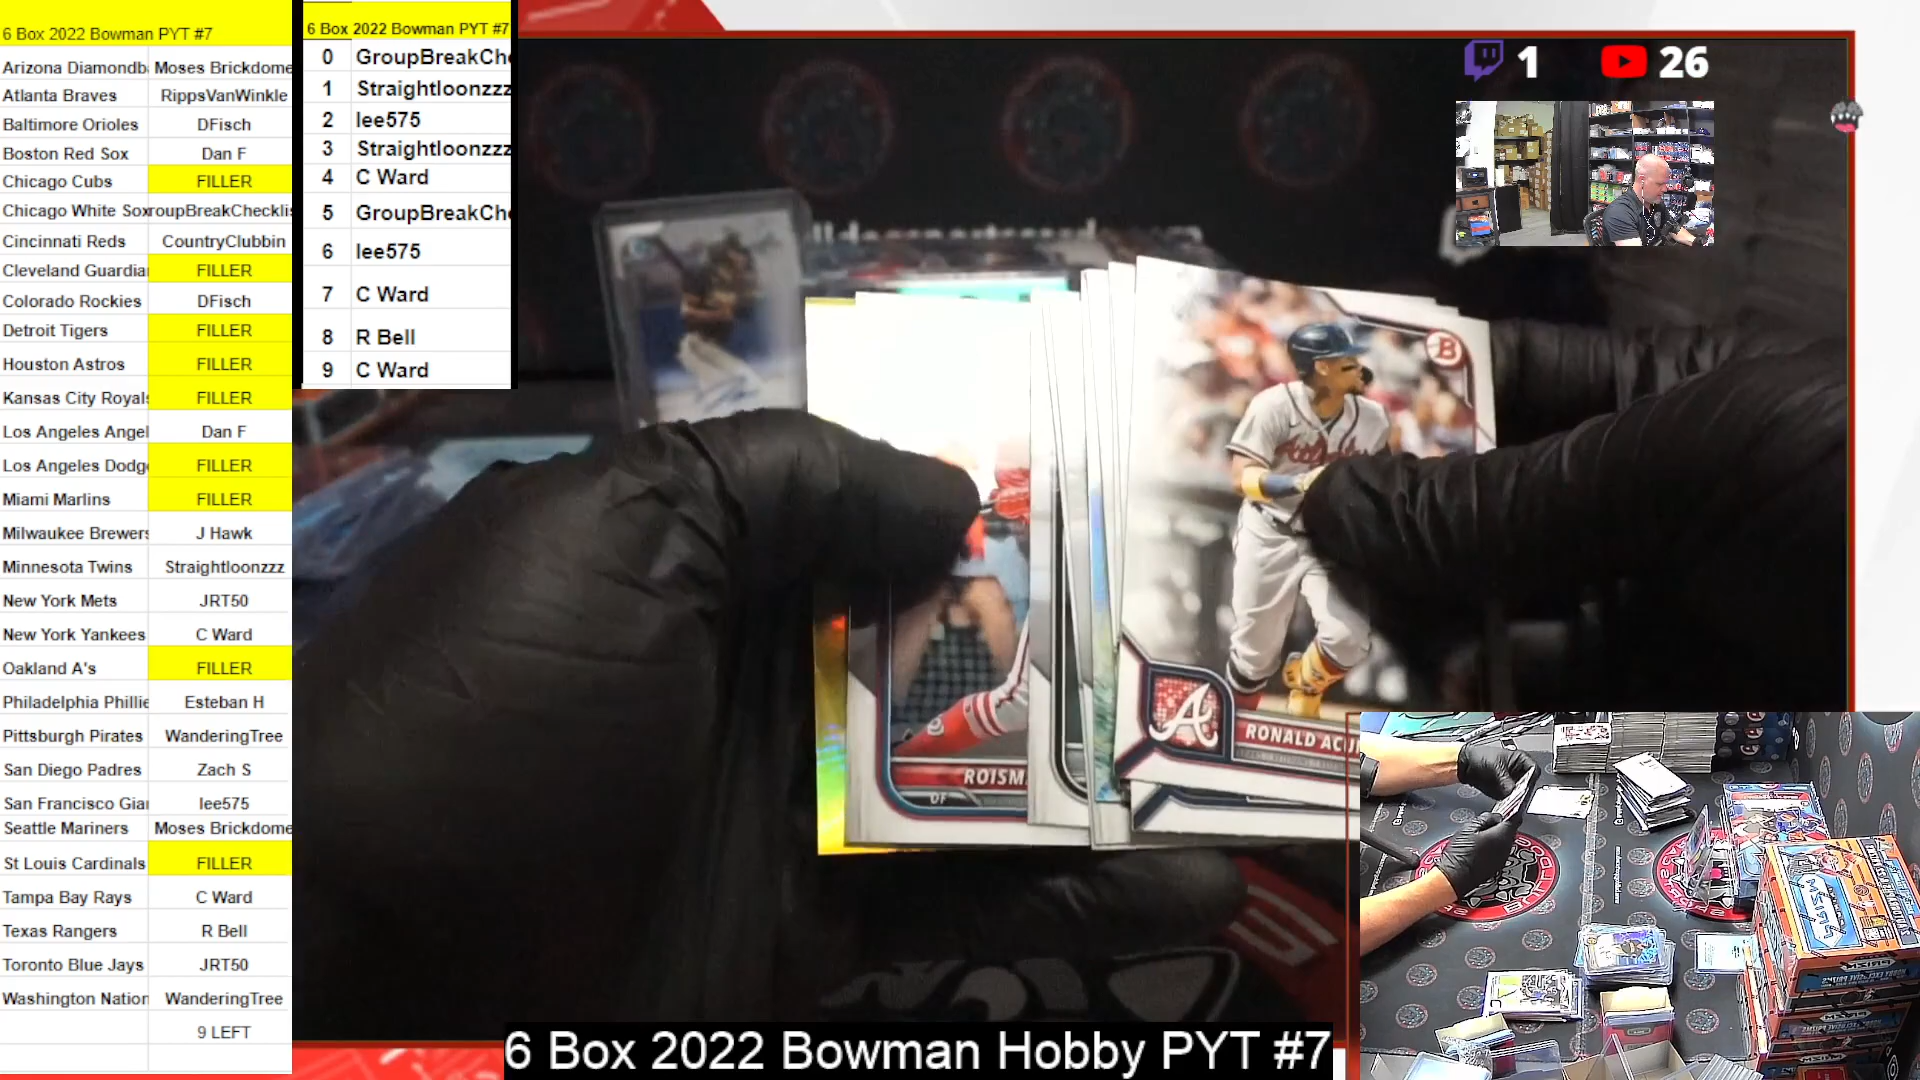 6 Box 2022 Bowman PYT #7
Arizona Diamondb Moses Brickdome
Atlanta Braves RippsVanWinkle
Baltimore Orioles DFisch
Boston Red Sox Dan F
Chicago Cubs FILLER
Chicago White Sox roupBreakChecklis
Cincinnati Reds CountryClubbin
Cleveland Guardia FILLER
Colorado Rockies DFisch
Detroit Tigers FILLER
Houston Astros FILLER
Kansas City Royals FILLER
Los Angeles Angel Dan F
Los Angeles Dodg FILLER
Miami Marlins FILLER
Milwaukee Brewers J Hawk
Minnesota Twins Straightloonzzz
New York Mets JRT50
New York Yankees C Ward
Oakland A's FILLER
Philadelphia Phillie Esteban H
Pittsburgh Pirates WanderingTree
San Diego Padres Zach S
San Francisco Gia lee575
Seattle Mariners Moses Brickdome
St Louis Cardinals FILLER
Tampa Bay Rays C Ward
Texas Rangers R Bell
Toronto Blue Jays JRT50
Washington Nation WanderingTree
9 LEFT
6 Box 2022 Bowman PYT #7
0 GroupBreakChe
1 Straightloonzzz
2 lee575
3 Straightloonzzz
4 C Ward
5 GroupBreakChe
6 lee575
7 C Ward
8 R Bell
9 C Ward
1 26
B
Atla
A
RONALD ACU
ROISM
OF
6 Box 2022 Bowman Hobby PYT #7